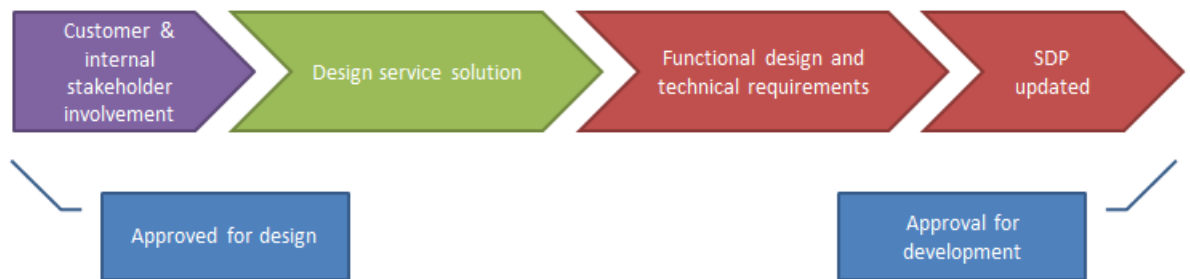 Customer &
internal
stakeholder
involvement
Design service solution
Functional design and
technical requirements
SDP
updated
Approved for design
Approval for
development